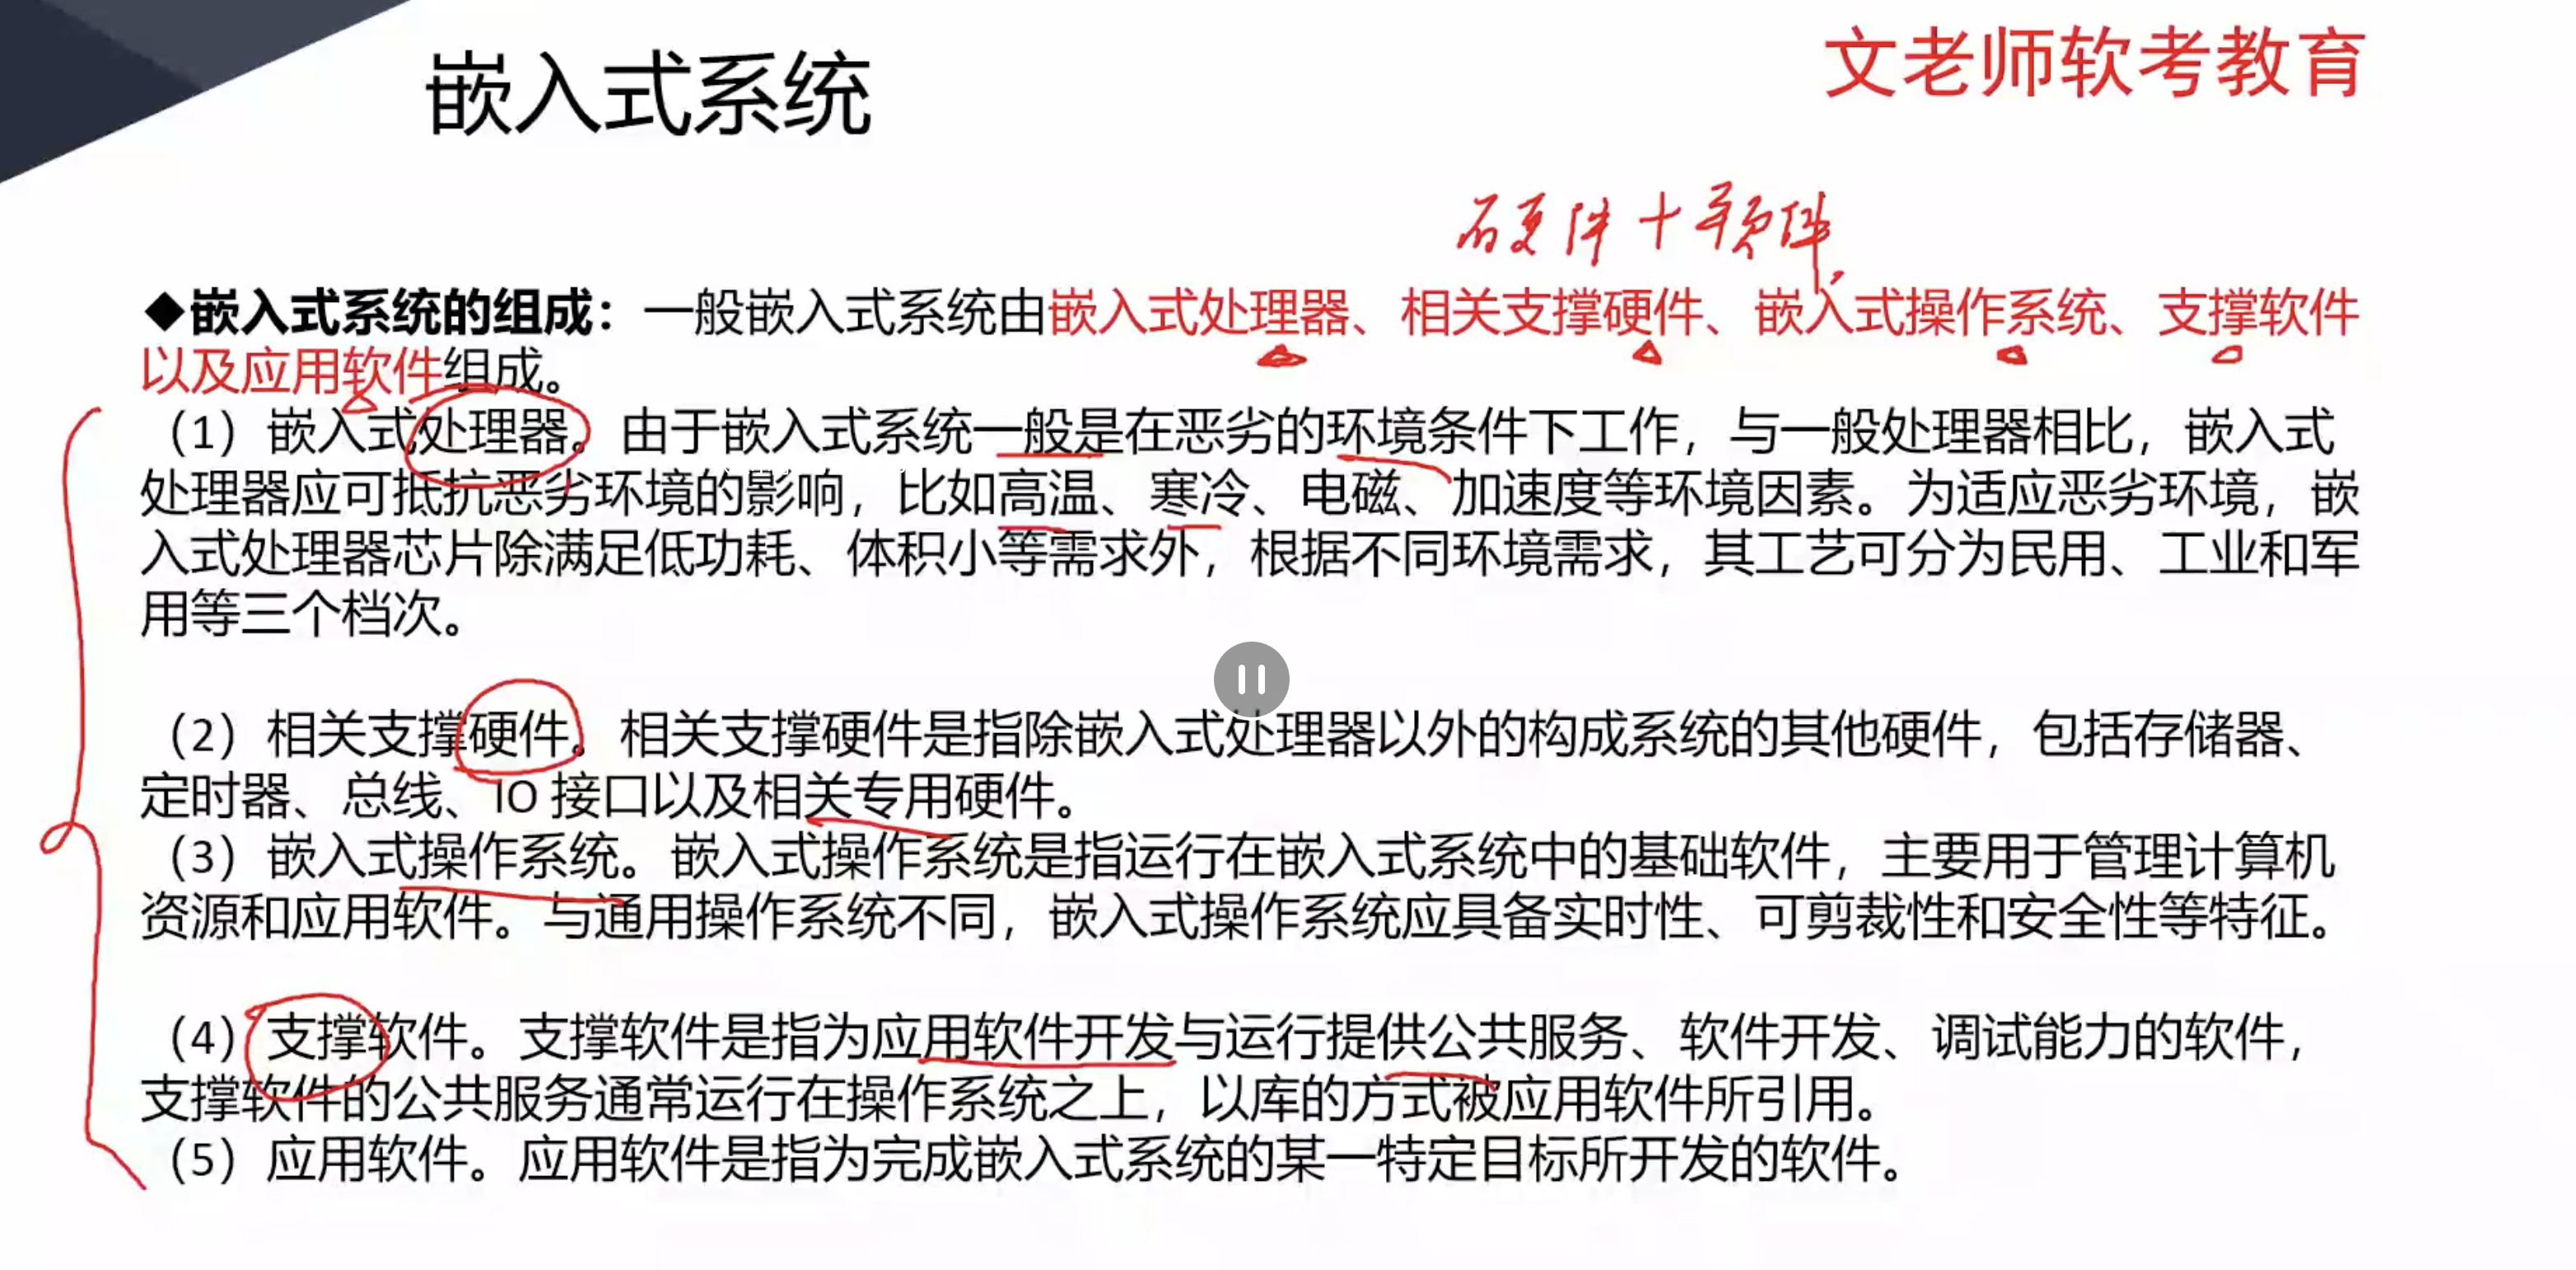 嵌入式系统
文老师软考教育
硬件+软件
◆嵌入式系统的组成：一般嵌入式系统由嵌入式处理器、相关支撑硬件、嵌入式操作系统、支撑软件
以及应用软件组成。
（1）嵌入式处理器。由于嵌入式系统一般是在恶劣的环境条件下工作，与一般处理器相比，嵌入式
处理器应可抵抗恶劣环境的影响，比如高温、寒冷、电磁、加速度等环境因素。为适应恶劣环境，嵌
入式处理器芯片除满足低功耗、体积小等需求外，根据不同环境需求，其工艺可分为民用、工业和军
用等三个档次。
（2）相关支撑硬件。相关支撑硬件是指除嵌入式处理器以外的构成系统的其他硬件，包括存储器、
定时器、总线、IO 接口以及相关专用硬件。
（3）嵌入式操作系统。嵌入式操作系统是指运行在嵌入式系统中的基础软件，主要用于管理计算机
资源和应用软件。与通用操作系统不同，嵌入式操作系统应具备实时性、可剪裁性和安全性等特征。
（4）支撑软件。支撑软件是指为应用软件开发与运行提供公共服务、软件开发、调试能力的软件，
支撑软件的公共服务通常运行在操作系统之上，以库的方式被应用软件所引用。
（5）应用软件。应用软件是指为完成嵌入式系统的某一特定目标所开发的软件。